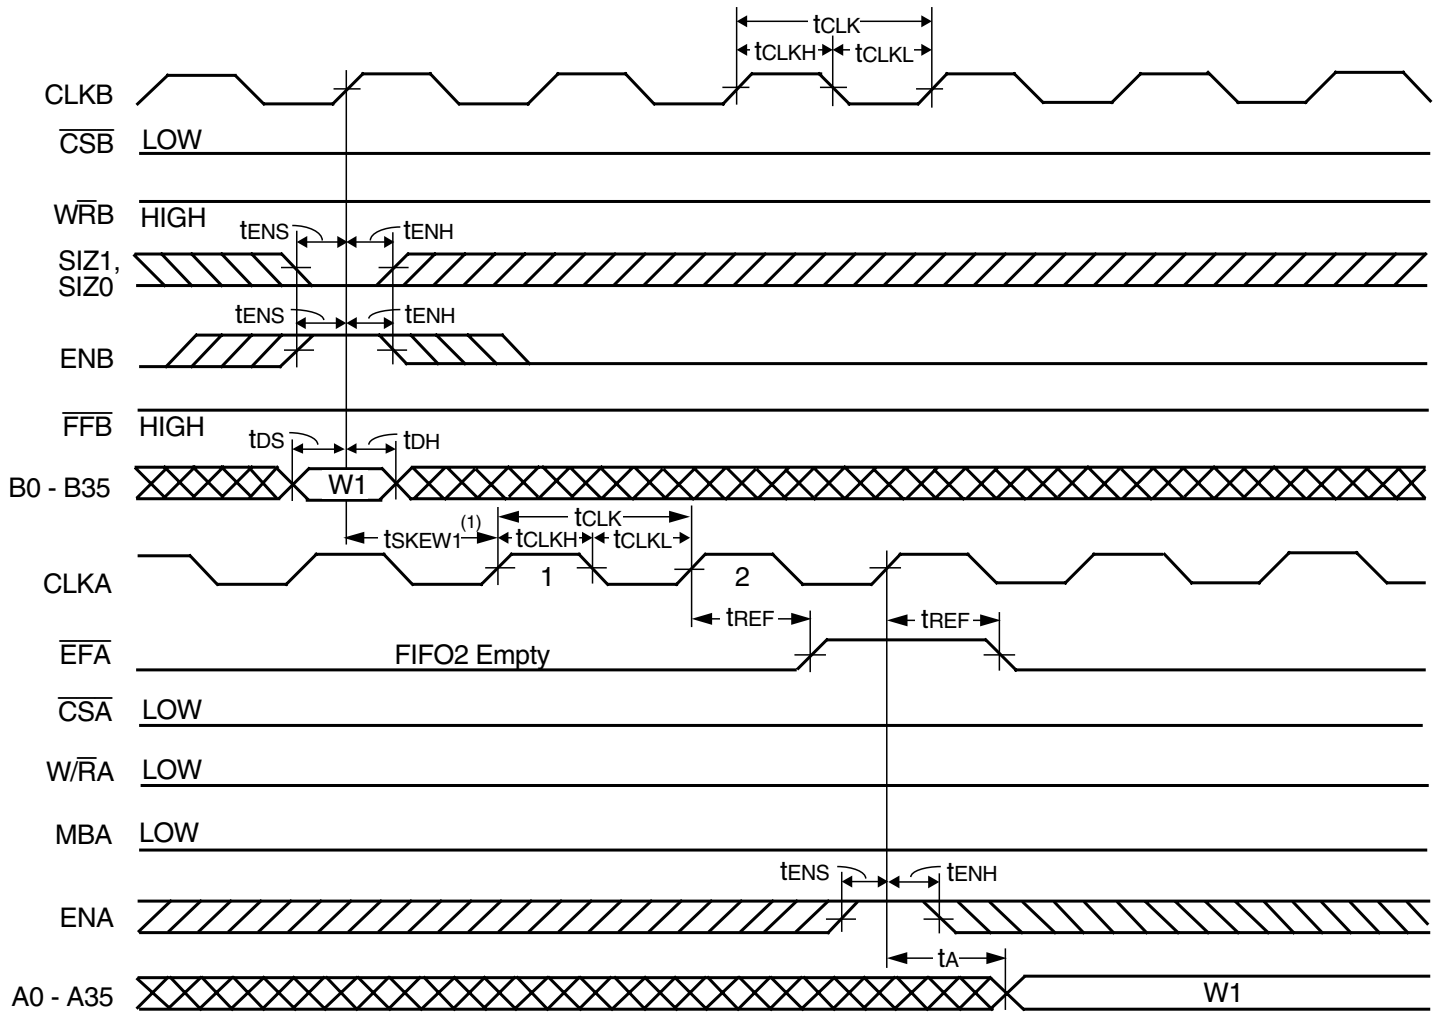 tCLK
tCLKH tCLKL
CLKB
CSB LOW
WRB HIGH
tENS tENH
SIZ1,
SIZ0
tENS tENH
ENB
FFB HIGH
tDS tDH
B0 - B35 W1
tSKEW1(1) tCLK
tCLKH tCLKL
CLKA 1 2
tREF tREF
EFA FIFO2 Empty
CSA LOW
W/RA LOW
MBA LOW
tENS tENH
ENA
tA
A0 - A35 W1